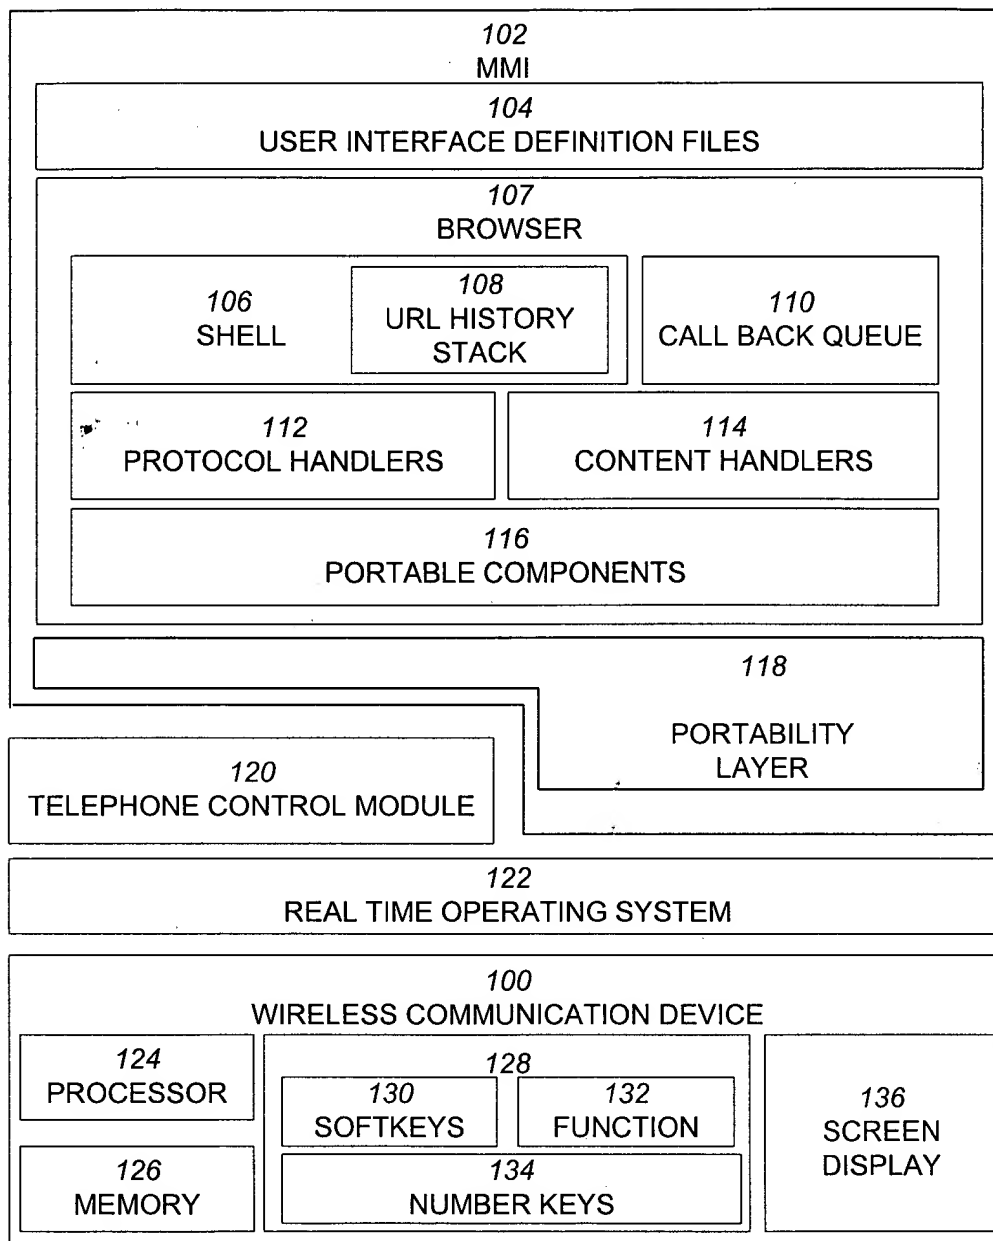 102
MMI
104
USER INTERFACE DEFINITION FILES
107
BROWSER
106
SHELL
108
URL HISTORY
STACK
110
CALL BACK QUEUE
112
PROTOCOL HANDLERS
114
CONTENT HANDLERS
116
PORTABLE COMPONENTS
118
PORTABILITY
LAYER
120
TELEPHONE CONTROL MODULE
122
REAL TIME OPERATING SYSTEM
100
WIRELESS COMMUNICATION DEVICE
124
PROCESSOR
126
MEMORY
128
130
SOFTKEYS
132
FUNCTION
134
NUMBER KEYS
136
SCREEN
DISPLAY